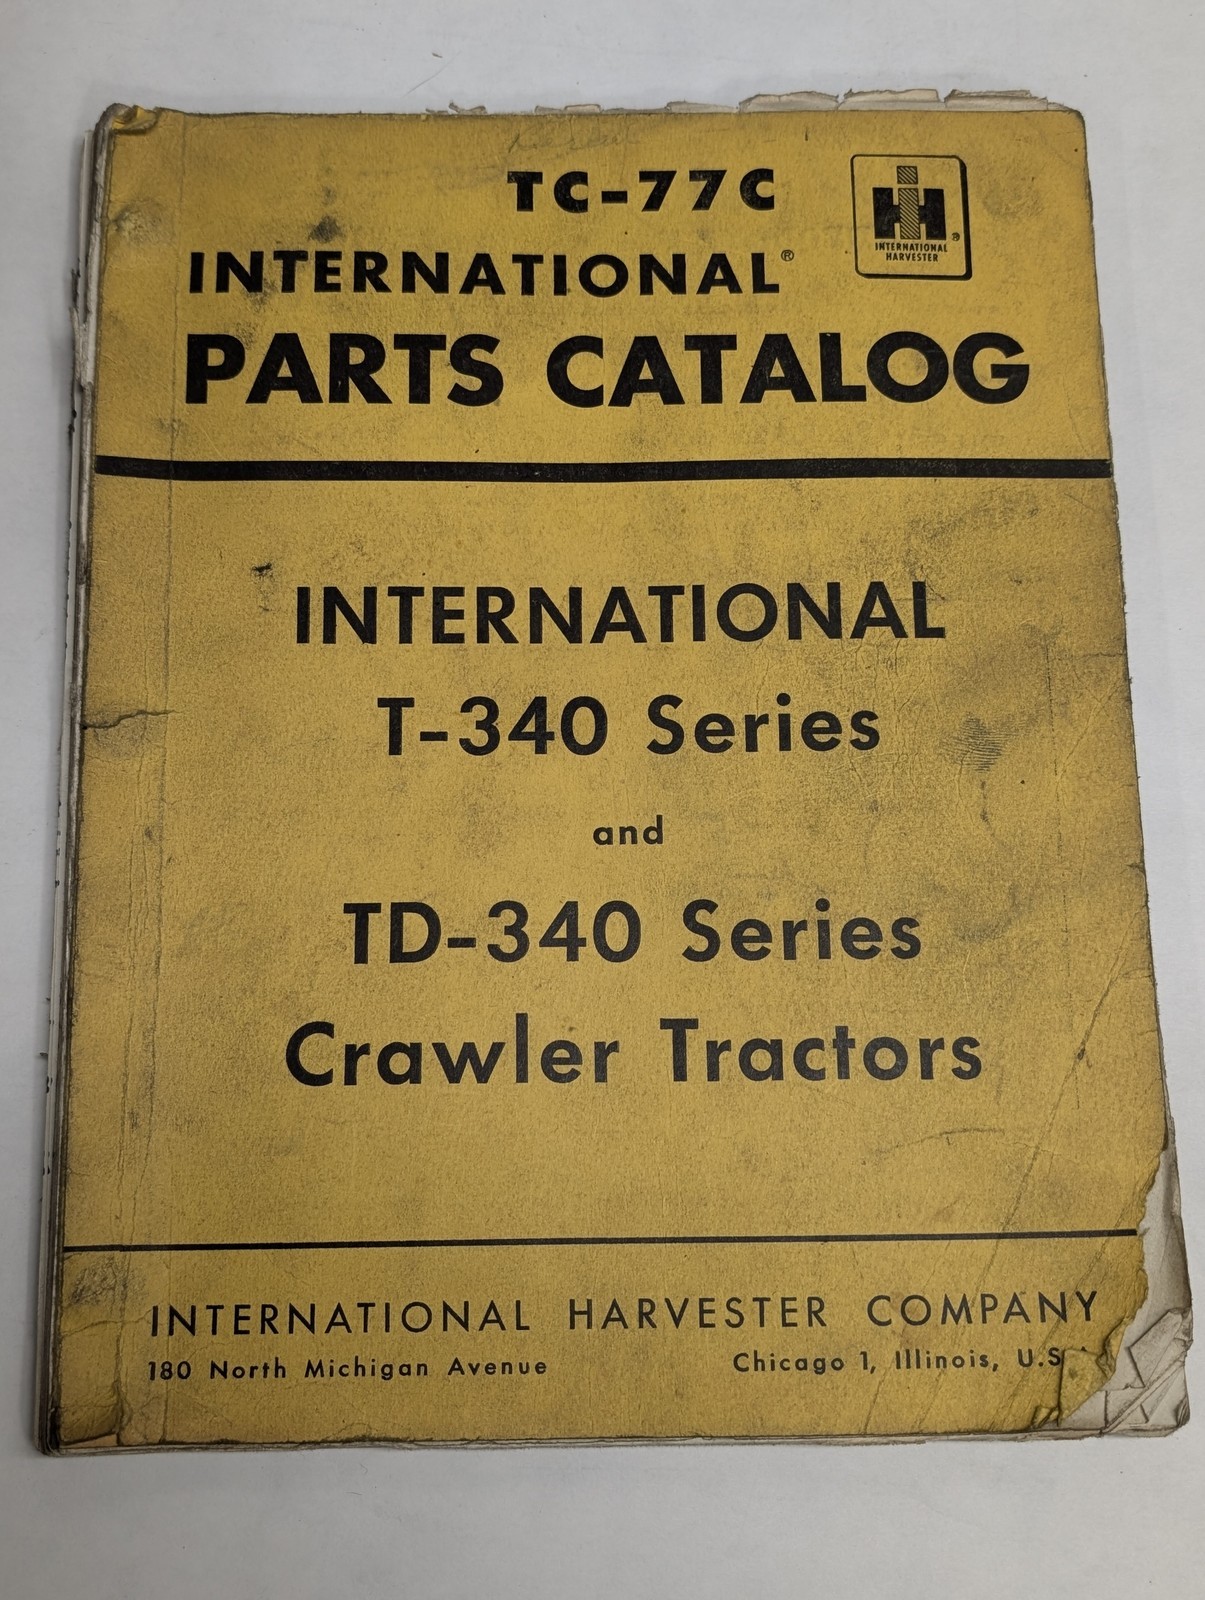 TC-77C
INTERNATIONAL®
PARTS CATALOG
IH ®
INTERNATIONAL
HARVESTER
INTERNATIONAL
T-340 Series
and
TD-340 Series
Crawler Tractors
INTERNATIONAL HARVESTER COMPANY
180 North Michigan Avenue Chicago 1, Illinois, U.S